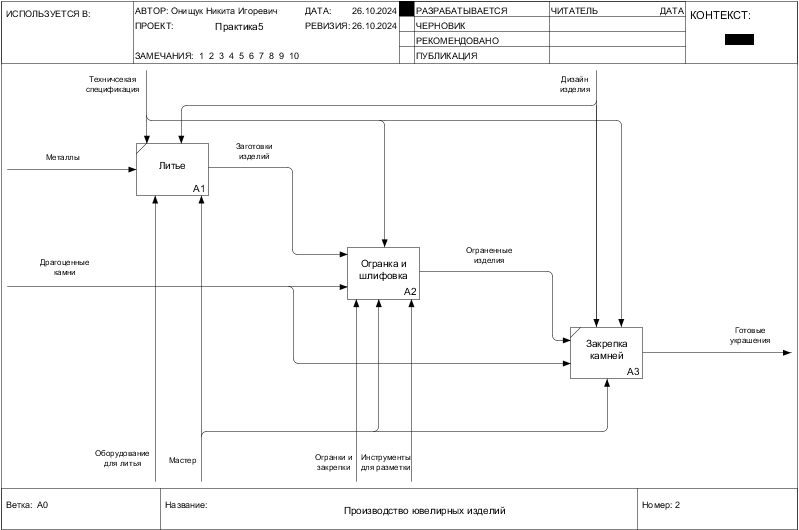 ИСПОЛЬЗУЕТСЯ В:
АВТОР: Онищук Никита Игоревич
ДАТА: 26.10.2024
РАЗРАБАТЫВАЕТСЯ
ЧИТАТЕЛЬ
ДАТА
КОНТЕКСТ:
ПРОЕКТ: Практика5
РЕВИЗИЯ: 26.10.2024
ЧЕРНОВИК
РЕКОМЕНДОВАНО
ЗАМЕЧАНИЯ: 1 2 3 4 5 6 7 8 9 10
ПУБЛИКАЦИЯ
Техничсекая
спецификация
Дизайн
изделия
Металлы
Литье
A1
Заготовки
изделий
Драгоценные
камни
Огранка и
шлифовка
A2
Ограненные
изделия
Закрепка
камней
A3
Готовые
украшения
Оборудование
для литья
Мастер
Огранки и
закрепки
Инструменты
для разметки
Ветка: A0
Название:
Производство ювелирных изделий
Номер: 2